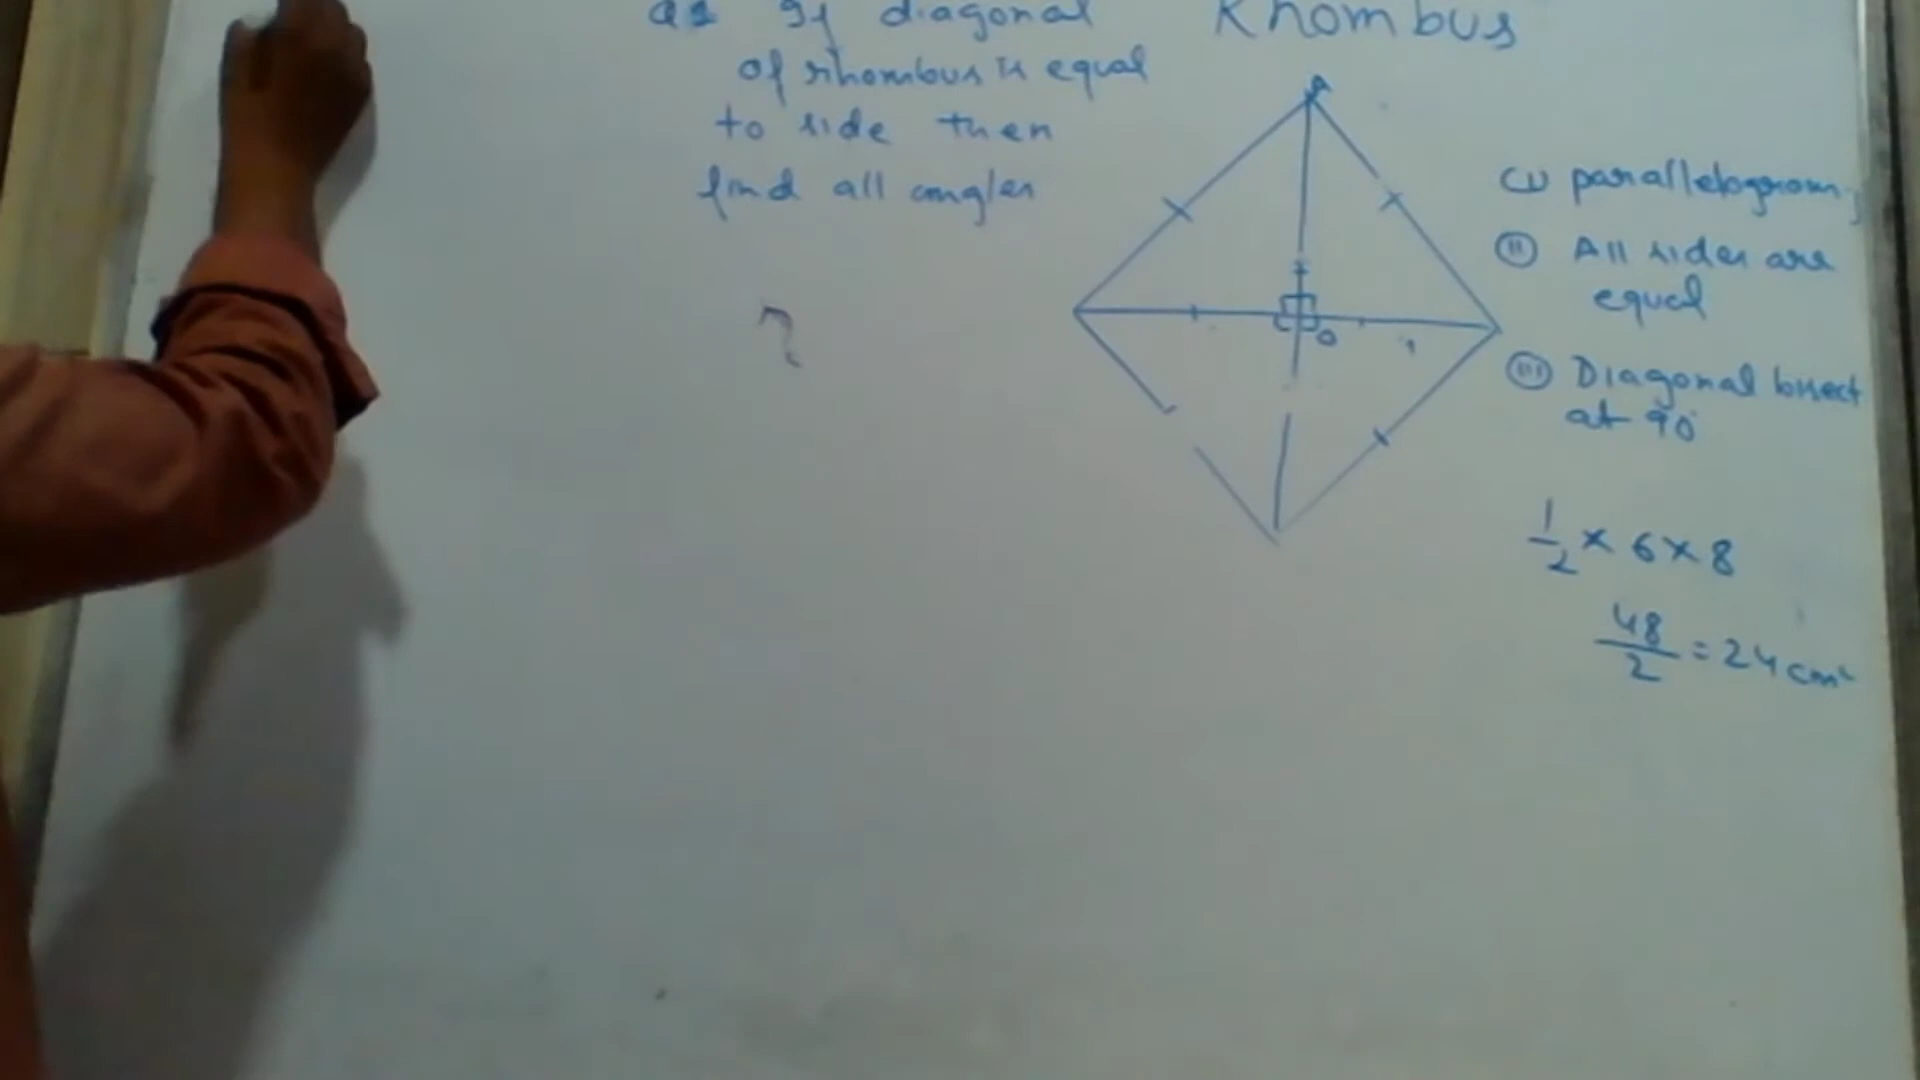 Q1 If diagonal
of rhombus is equal
to side then
find all angles
?
Rhombus
A
O
(i) parallelogram
(ii) All sides are
equal
(iii) Diagonal bisect
at 90°
1/2 × 6 × 8
48/2 = 24 cm²